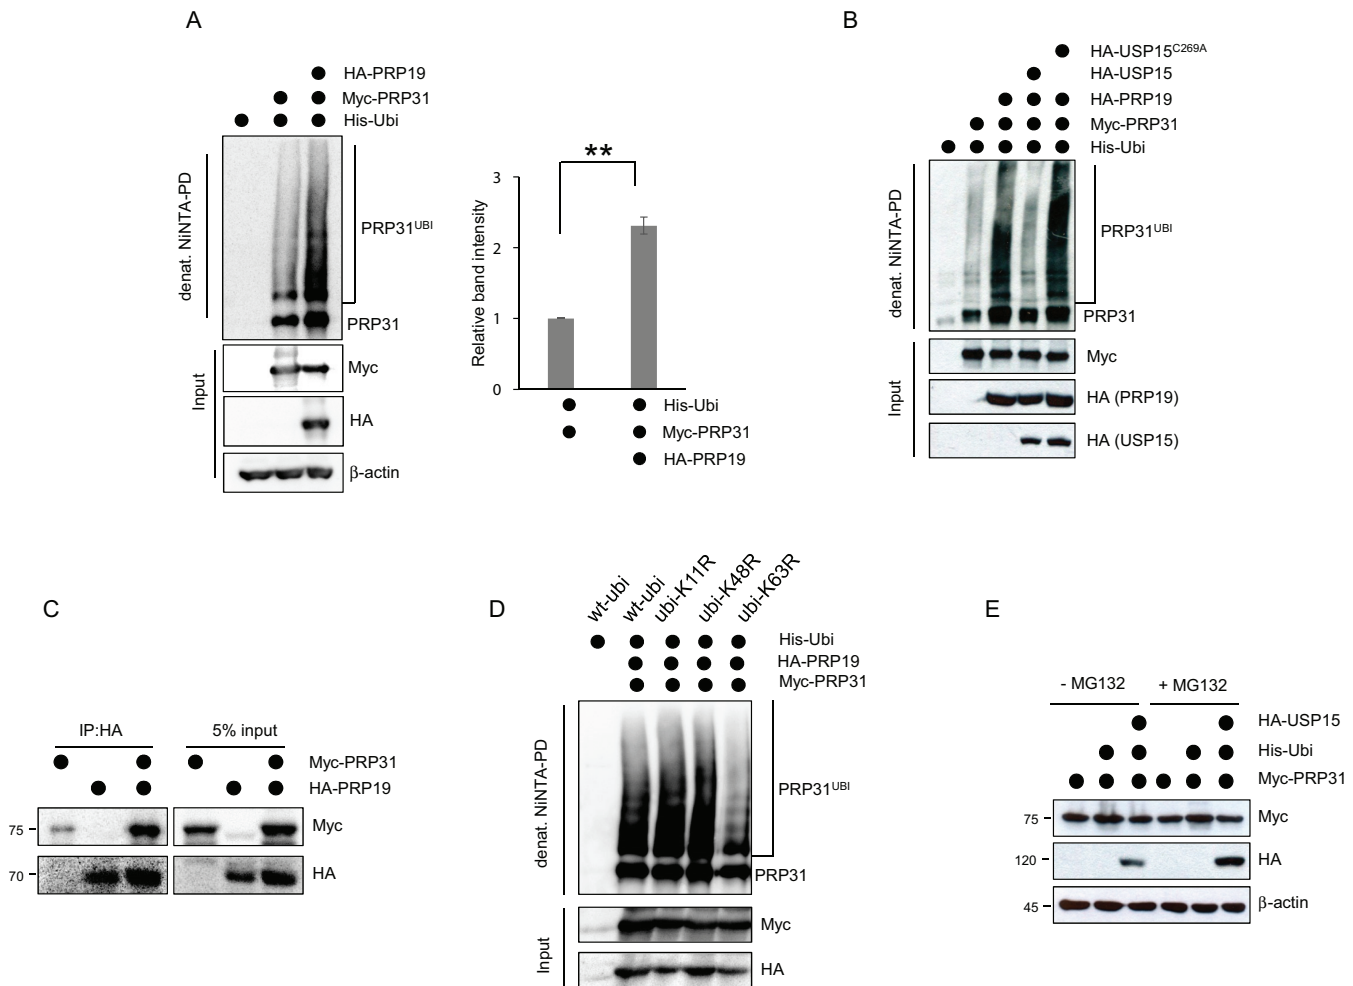 A
HA-PRP19
Myc-PRP31
His-Ubi
denat. NiNTA-PD
PRP31UBI
PRP31
Input
Myc
HA
β-actin
**
Relative band intensity
3
2
1
0
His-Ubi
Myc-PRP31
HA-PRP19
B
HA-USP15C269A
HA-USP15
HA-PRP19
Myc-PRP31
His-Ubi
denat. NiNTA-PD
PRP31UBI
PRP31
Input
Myc
HA (PRP19)
HA (USP15)
C
IP:HA
5% input
Myc-PRP31
HA-PRP19
75
Myc
70
HA
D
wt-ubi
wt-ubi
ubi-K11R
ubi-K48R
ubi-K63R
His-Ubi
HA-PRP19
Myc-PRP31
denat. NiNTA-PD
PRP31UBI
PRP31
Input
Myc
HA
E
- MG132
+ MG132
HA-USP15
His-Ubi
Myc-PRP31
75
Myc
120
HA
45
β-actin